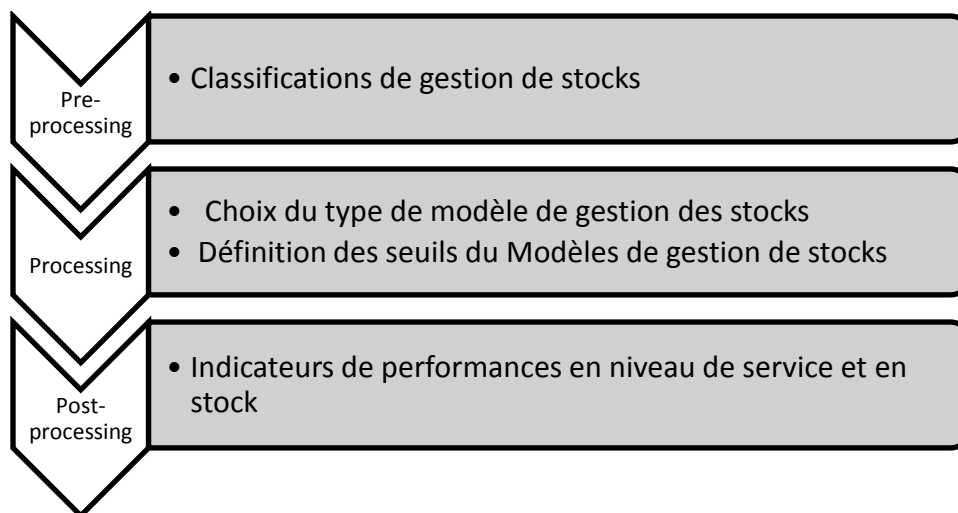 Pre-
processing
• Classifications de gestion de stocks
Processing
• Choix du type de modèle de gestion des stocks
• Définition des seuils du Modèles de gestion de stocks
Post-
processing
• Indicateurs de performances en niveau de service et en
stock